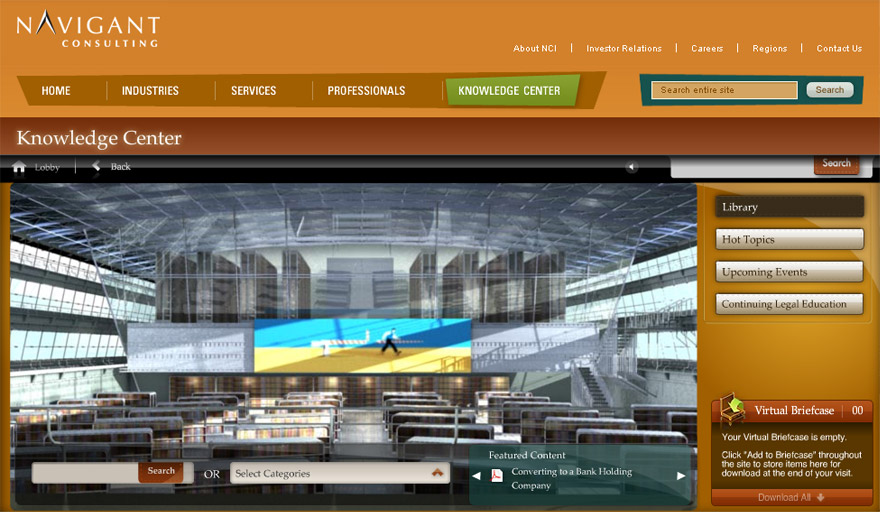 NAVIGANT
CONSULTING
About NCI | Investor Relations | Careers | Regions | Contact Us
HOME | INDUSTRIES | SERVICES | PROFESSIONALS | KNOWLEDGE CENTER
Search entire site Search
Knowledge Center
Lobby | Back
Search
Library
Hot Topics
Upcoming Events
Continuing Legal Education
Search OR Select Categories
Featured Content
Converting to a Bank Holding
Company
Virtual Briefcase | 00
Your Virtual Briefcase is empty.
Click "Add to Briefcase" throughout
the site to store items here for
download at the end of your visit.
Download All